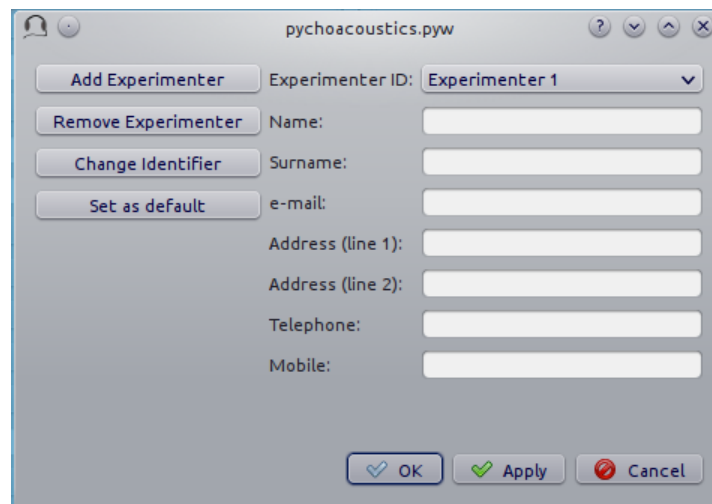 pychoacoustics.pyw
Add Experimenter
Remove Experimenter
Change Identifier
Set as default
Experimenter ID: Experimenter 1
Name:
Surname:
e-mail:
Address (line 1):
Address (line 2):
Telephone:
Mobile:
OK Apply Cancel